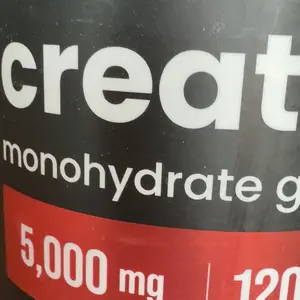 creat
monohydrate g
5,000 mg | 120